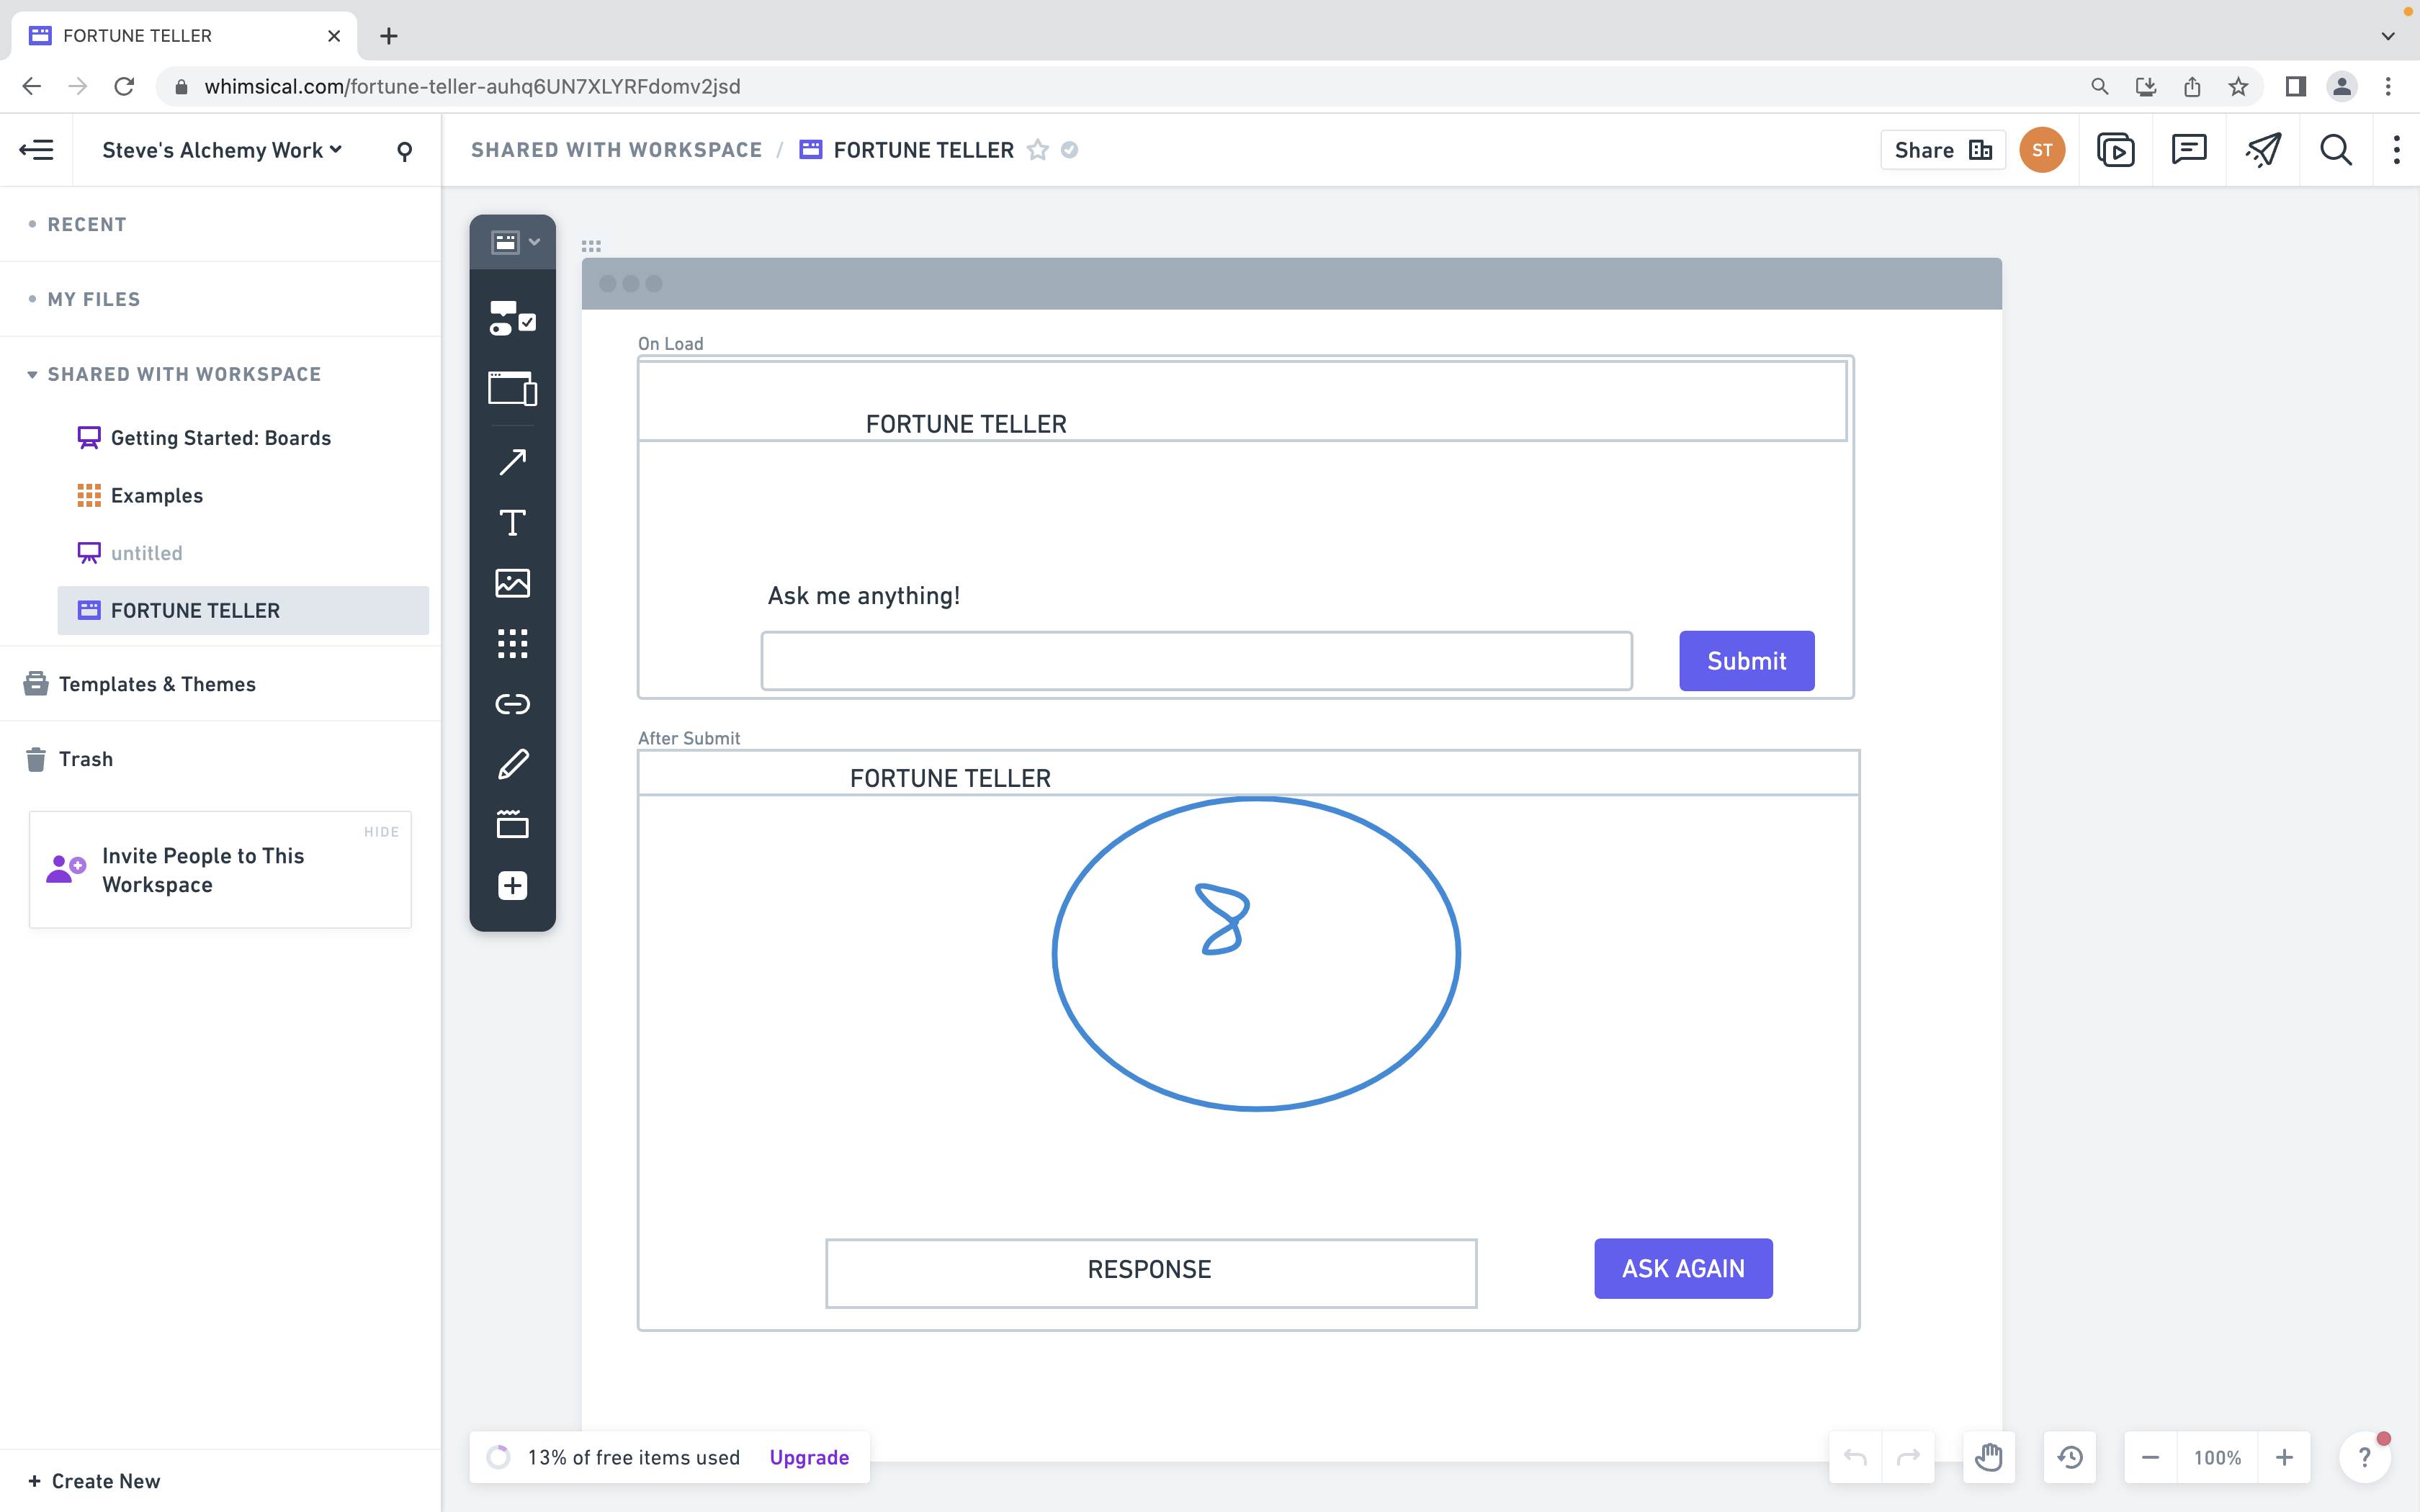 FORTUNE TELLER
whimsical.com/fortune-teller-auhq6UN7XLYRFdomv2jsd
Steve's Alchemy Work
SHARED WITH WORKSPACE / FORTUNE TELLER
Share
ST
RECENT
MY FILES
SHARED WITH WORKSPACE
Getting Started: Boards
Examples
untitled
FORTUNE TELLER
Templates & Themes
Trash
HIDE
Invite People to This
Workspace
+ Create New
On Load
FORTUNE TELLER
Ask me anything!
Submit
After Submit
FORTUNE TELLER
8
RESPONSE
ASK AGAIN
13% of free items used Upgrade
100%
?